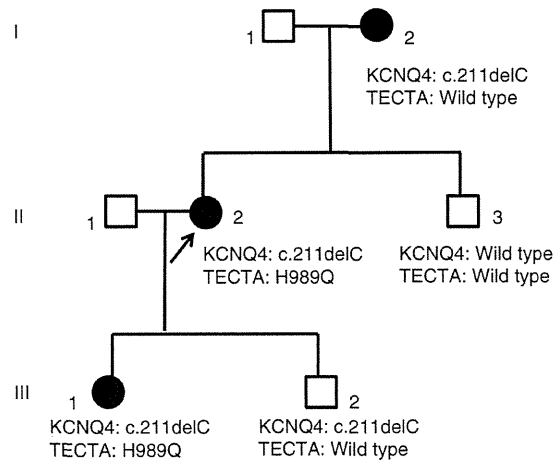 I
1
2
KCNQ4: c.211delC
TECTA: Wild type
II
1
2
3
KCNQ4: c.211delC
TECTA: H989Q
KCNQ4: Wild type
TECTA: Wild type
III
1
2
KCNQ4: c.211delC
TECTA: H989Q
KCNQ4: c.211delC
TECTA: Wild type